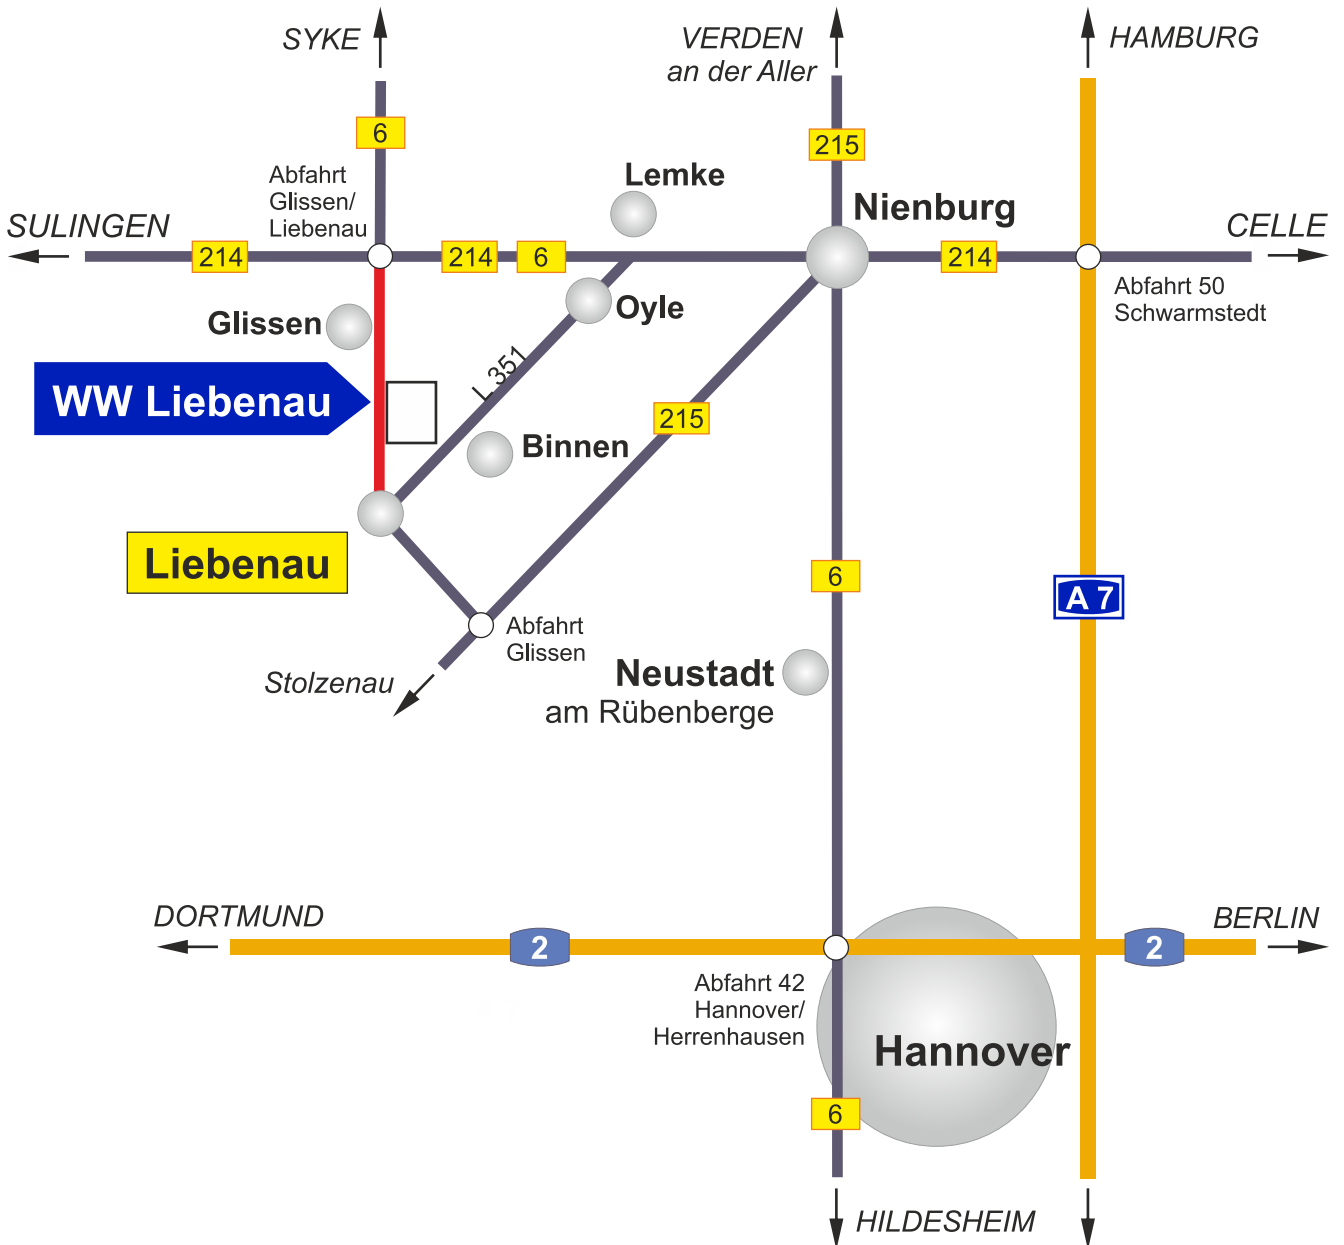 SYKE
VERDEN
an der Aller
HAMBURG
6
215
Abfahrt
Glissen/
Liebenau
Lemke
Nienburg
SULINGEN
CELLE
214
214
6
214
Abfahrt 50
Schwarmstedt
Glissen
Oyle
L 351
WW Liebenau
215
Binnen
Liebenau
6
A 7
Abfahrt
Glissen
Stolzenau
Neustadt
am Rübenberge
DORTMUND
BERLIN
2
2
Abfahrt 42
Hannover/
Herrenhausen
Hannover
6
HILDESHEIM